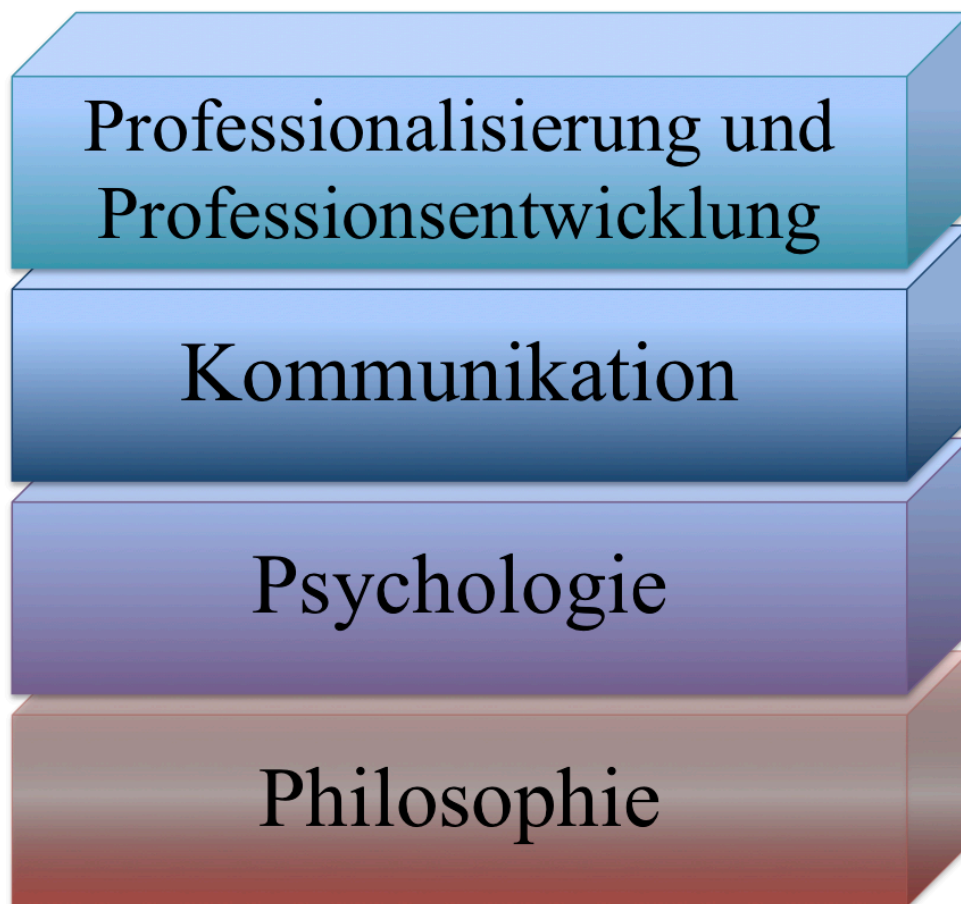 Professionalisierung und
Professionsentwicklung
Kommunikation
Psychologie
Philosophie